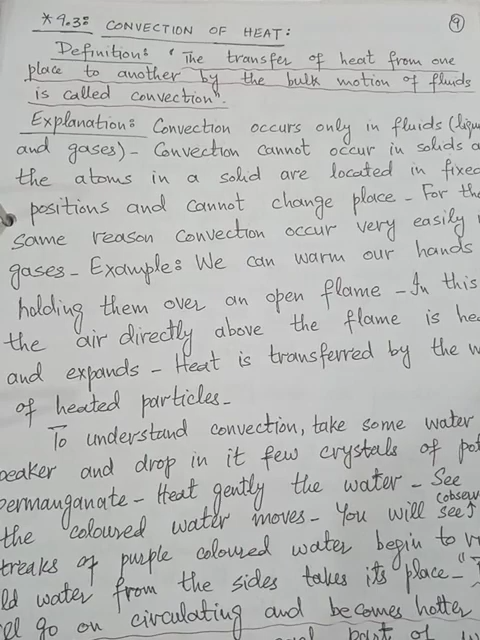 * 9.3: CONVECTION OF HEAT:
9
Definition: "The transfer of heat from one
place to another by the bulk motion of fluids
is called convection".
Explanation: Convection occurs only in fluids (liqu
and gases) - Convection cannot occur in solids a
the atoms in a solid are located in fixed
positions and cannot change place - For the
same reason convection occur very easily
gases - Example: We can warm our hands
holding them over an open flame - In this
the air directly above the flame is hea
and expands - Heat is transferred by the
of heated particles -
To understand convection, take some water
beaker and drop in it few crystals of pot
permanganate - Heat gently the water - See
(obser
the coloured water moves - You will see↑
treaks of purple coloured water begin to
ld water from the sides takes its place -
ll go on circulating and becomes hotter
part of